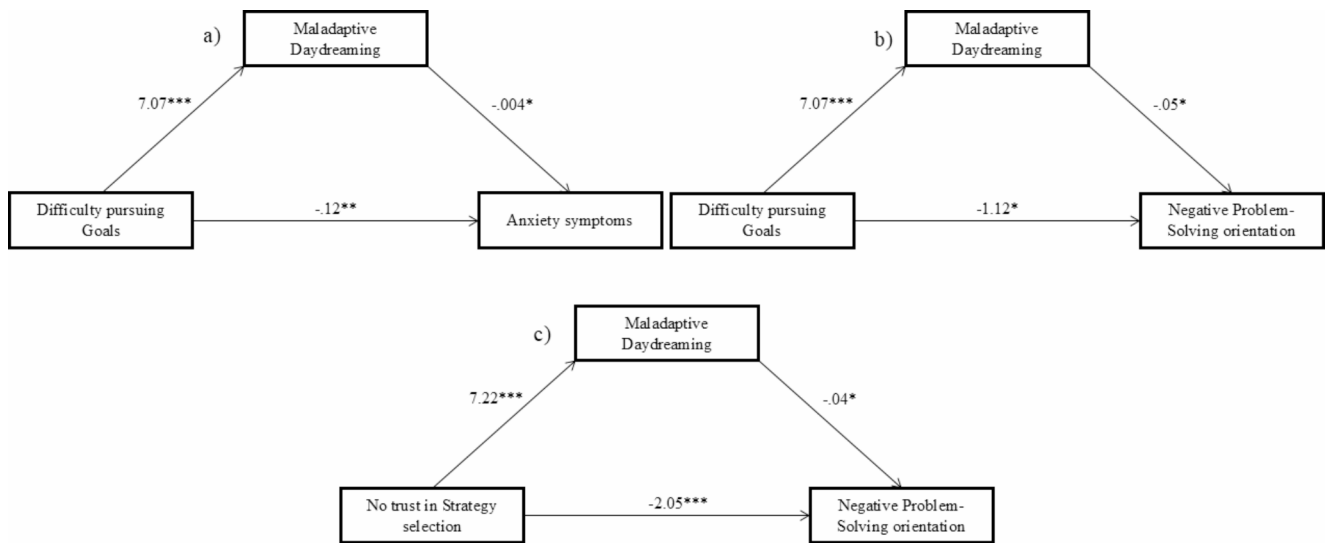 a)
Maladaptive
Daydreaming
7.07***
-.004*
Difficulty pursuing
Goals
-.12**
Anxiety symptoms
b)
Maladaptive
Daydreaming
7.07***
-.05*
Difficulty pursuing
Goals
-1.12*
Negative Problem-
Solving orientation
c)
Maladaptive
Daydreaming
7.22***
-.04*
No trust in Strategy
selection
-2.05***
Negative Problem-
Solving orientation